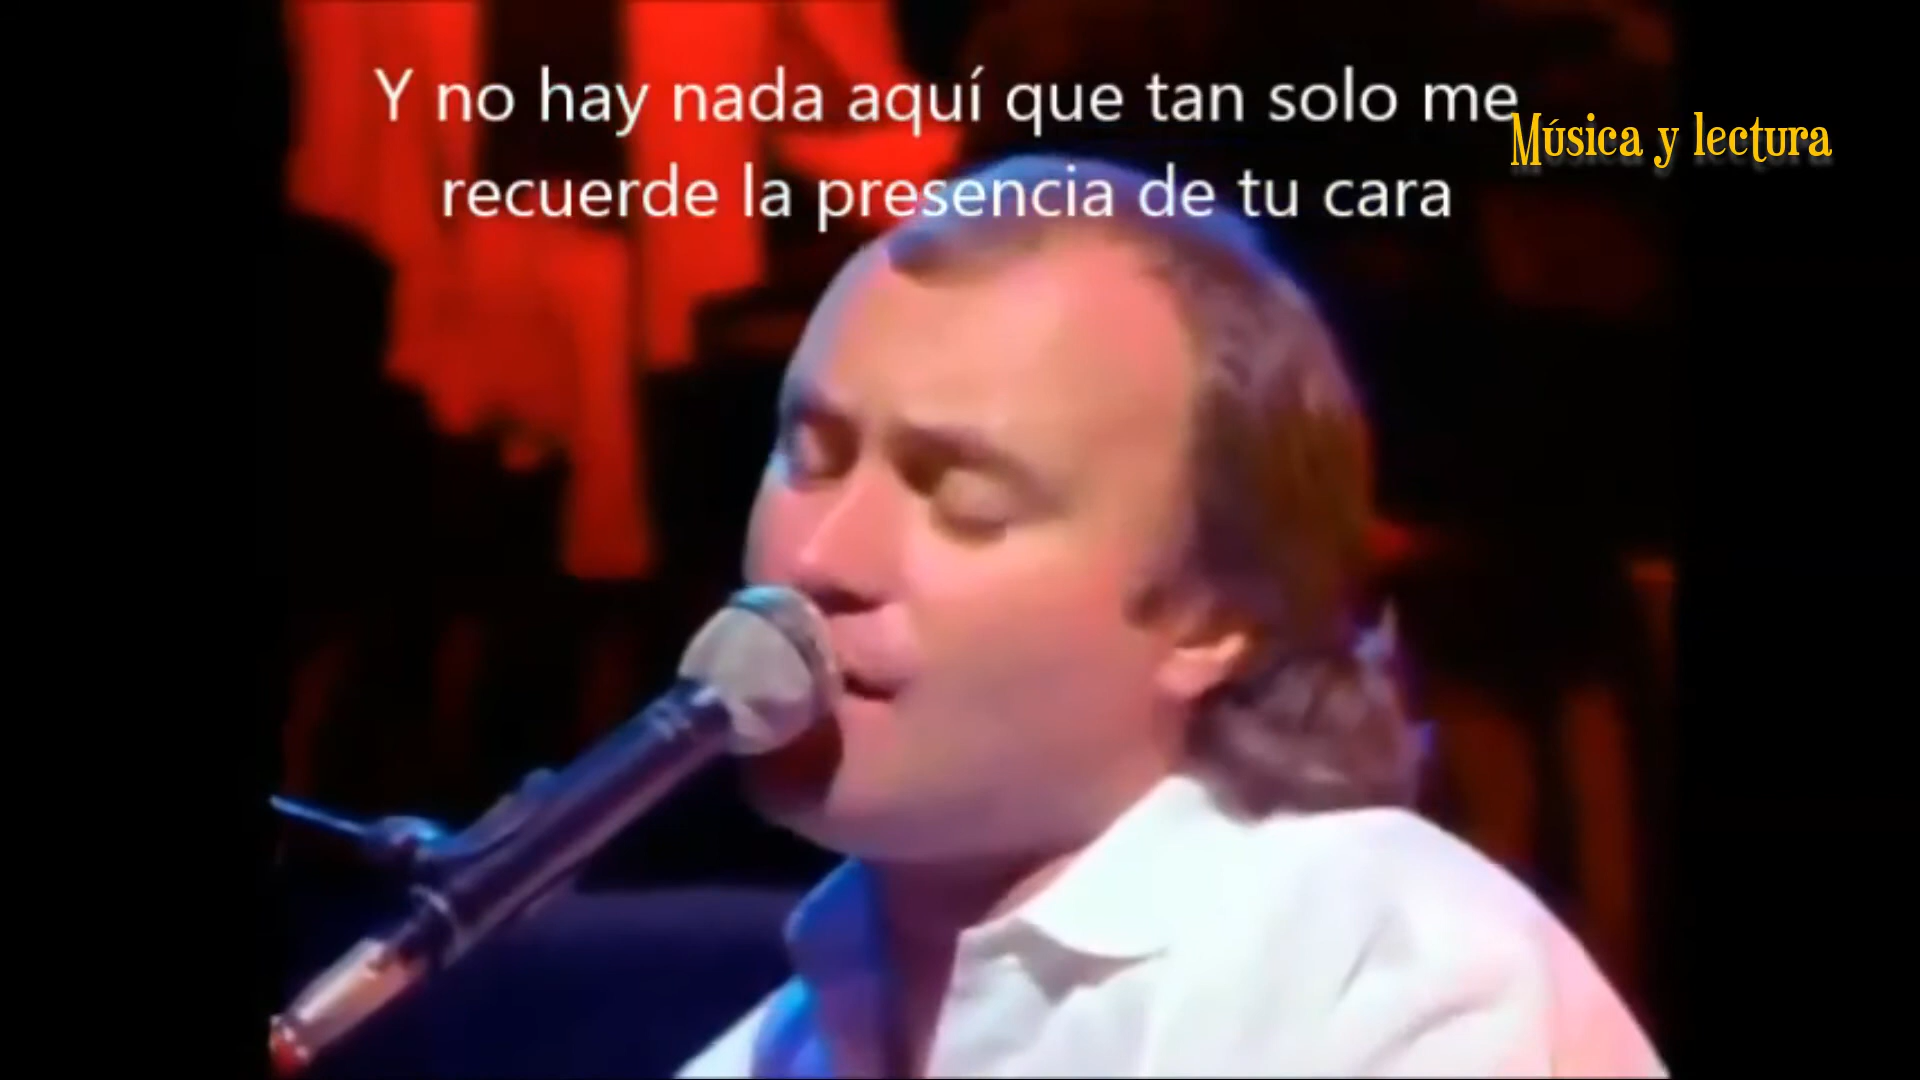 Y no hay nada aquí que tan solo me
recuerde la presencia de tu cara
Música y lectura